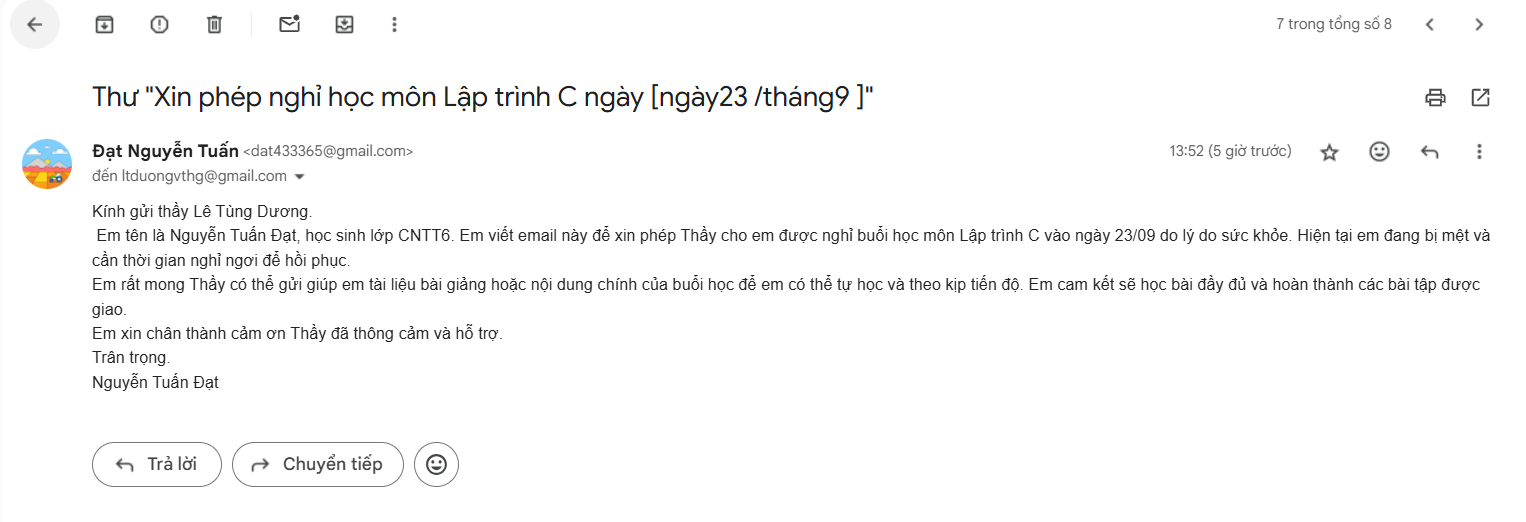 7 trong tổng số 8
Thư "Xin phép nghỉ học môn Lập trình C ngày [ngày23 /tháng9 ]"
Đạt Nguyễn Tuấn <dat433365@gmail.com>
13:52 (5 giờ trước)
đến ltduongvthg@gmail.com
Kính gửi thầy Lê Tùng Dương.
Em tên là Nguyễn Tuấn Đạt, học sinh lớp CNTT6. Em viết email này để xin phép Thầy cho em được nghỉ buổi học môn Lập trình C vào ngày 23/09 do lý do sức khỏe. Hiện tại em đang bị mệt và
cần thời gian nghỉ ngơi để hồi phục.
Em rất mong Thầy có thể gửi giúp em tài liệu bài giảng hoặc nội dung chính của buổi học để em có thể tự học và theo kịp tiến độ. Em cam kết sẽ học bài đầy đủ và hoàn thành các bài tập được
giao.
Em xin chân thành cảm ơn Thầy đã thông cảm và hỗ trợ.
Trân trọng.
Nguyễn Tuấn Đạt
Trả lời
Chuyển tiếp